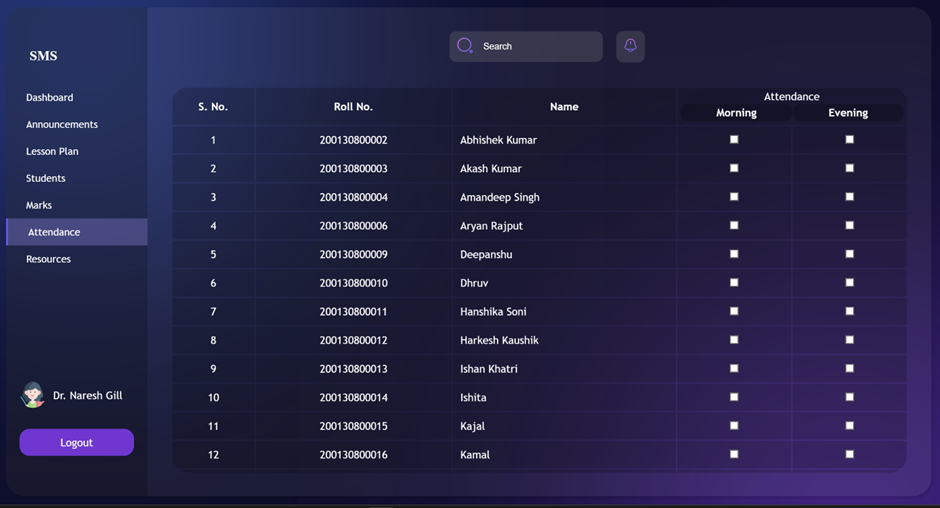 SMS
Search
Dashboard
Announcements
Lesson Plan
Students
Marks
Attendance
Resources
Dr. Naresh Gill
Logout
S. No. Roll No. Name Attendance
Morning Evening
1 200130800002 Abhishek Kumar
2 200130800003 Akash Kumar
3 200130800004 Amandeep Singh
4 200130800006 Aryan Rajput
5 200130800009 Deepanshu
6 200130800010 Dhruv
7 200130800011 Hanshika Soni
8 200130800012 Harkesh Kaushik
9 200130800013 Ishan Khatri
10 200130800014 Ishita
11 200130800015 Kajal
12 200130800016 Kamal